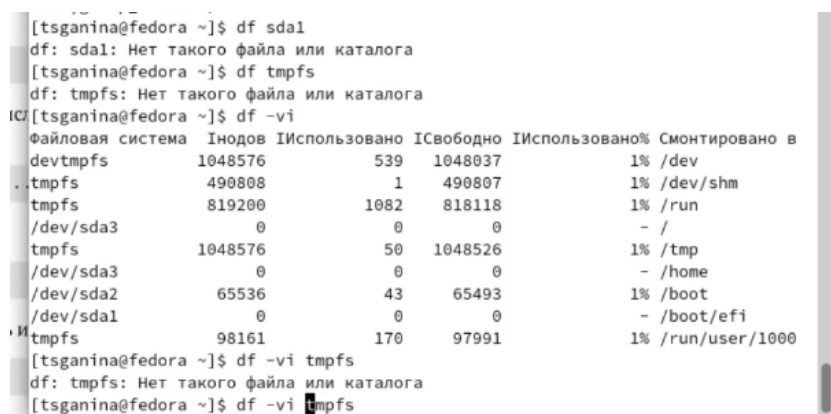 [tsganina@fedora ~]$ df sda1
df: sda1: Нет такого файла или каталога
[tsganina@fedora ~]$ df tmpfs
df: tmpfs: Нет такого файла или каталога
[tsganina@fedora ~]$ df -vi
Файловая система Iнодов IИспользовано IСвободно IИспользовано% Смонтировано в
devtmpfs 1048576 539 1048037 1% /dev
tmpfs 490808 1 490807 1% /dev/shm
tmpfs 819200 1082 818118 1% /run
/dev/sda3 0 0 0 - /
tmpfs 1048576 50 1048526 1% /tmp
/dev/sda3 0 0 0 - /home
/dev/sda2 65536 43 65493 1% /boot
/dev/sda1 0 0 0 - /boot/efi
tmpfs 98161 170 97991 1% /run/user/1000
[tsganina@fedora ~]$ df -vi tmpfs
df: tmpfs: Нет такого файла или каталога
[tsganina@fedora ~]$ df -vi tmpfs